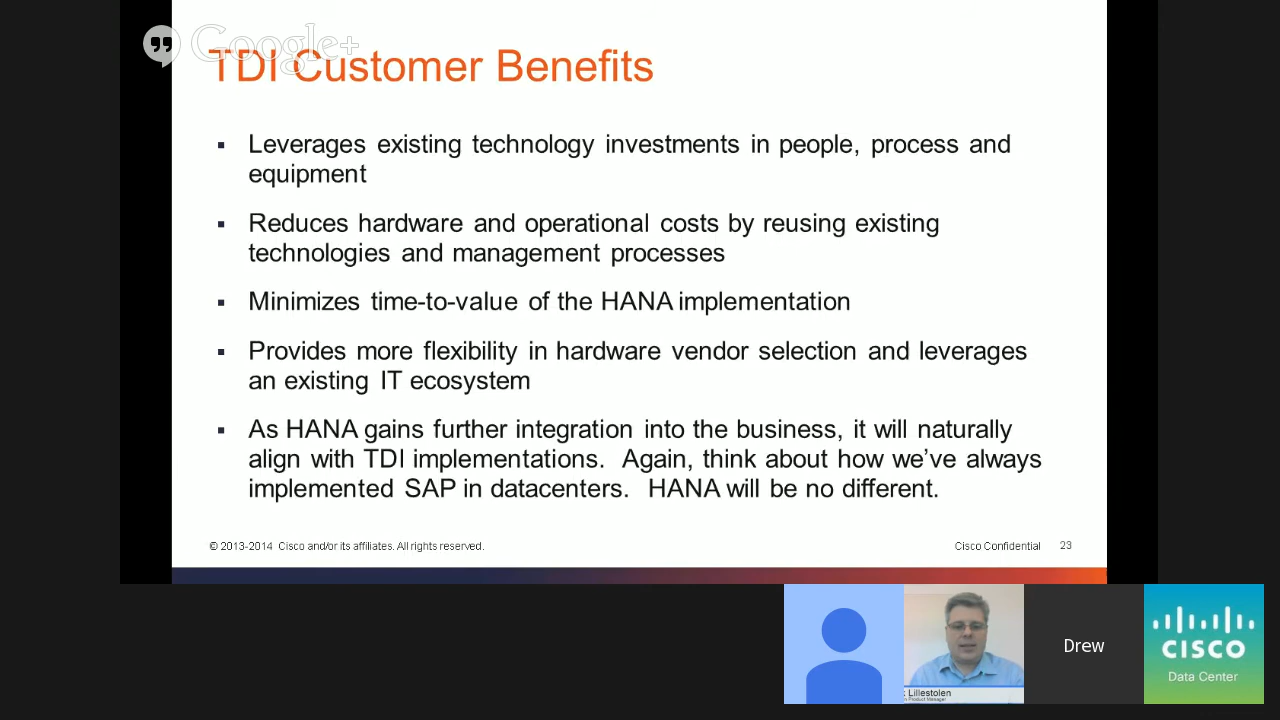 Google+
TDI Customer Benefits
▪ Leverages existing technology investments in people, process and
equipment
▪ Reduces hardware and operational costs by reusing existing
technologies and management processes
▪ Minimizes time-to-value of the HANA implementation
▪ Provides more flexibility in hardware vendor selection and leverages
an existing IT ecosystem
▪ As HANA gains further integration into the business, it will naturally
align with TDI implementations. Again, think about how we’ve always
implemented SAP in datacenters. HANA will be no different.
© 2013-2014 Cisco and/or its affiliates. All rights reserved.
Cisco Confidential 23
Lillestolen
Product Manager
Drew
CISCO
Data Center